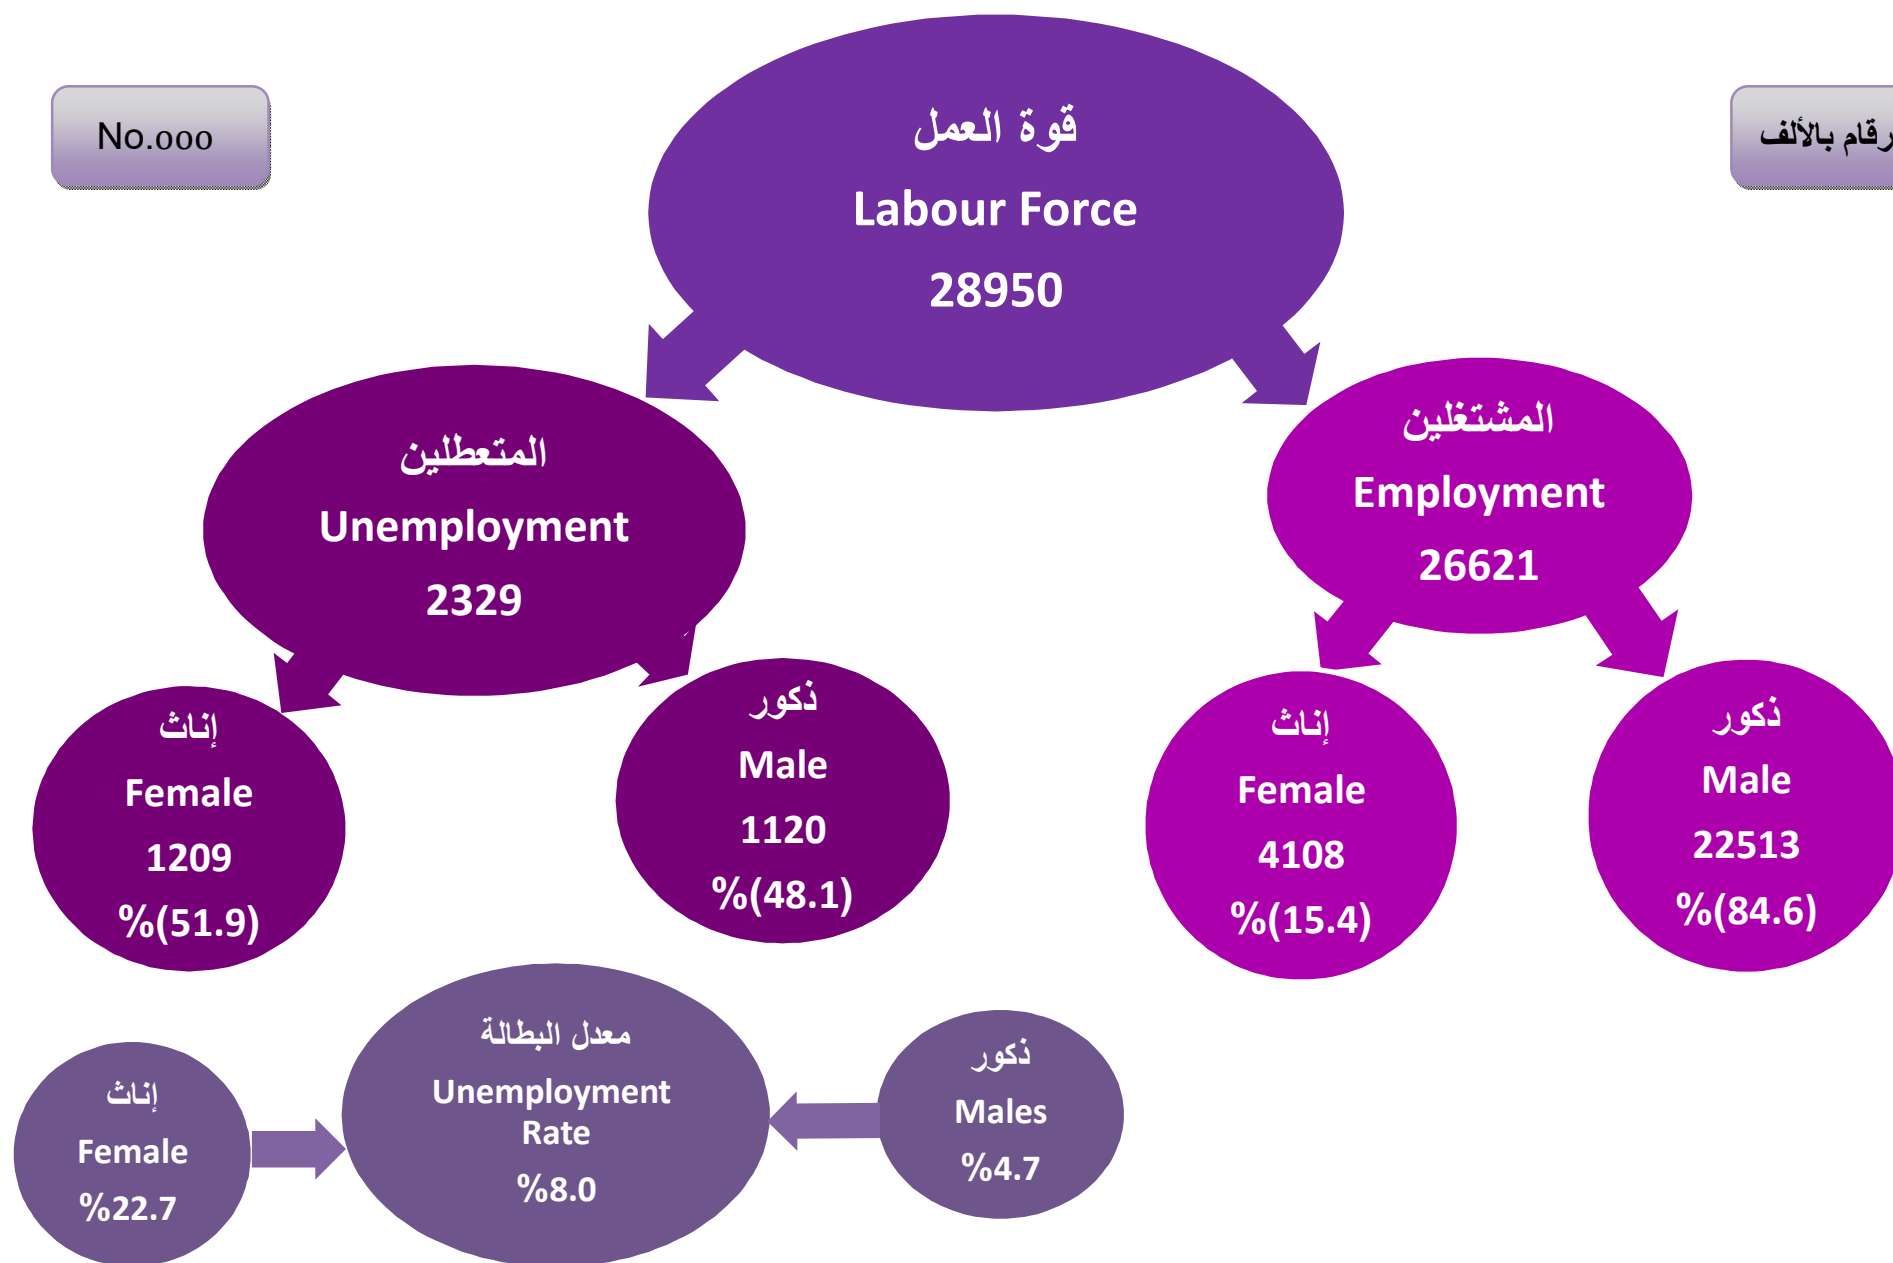 No.ooo
رقام بالألف
قوة العمل
Labour Force
28950
المتعطلين
Unemployment
2329
المشتغلين
Employment
26621
إناث
Female
1209
%(51.9)
ذكور
Male
1120
%(48.1)
إناث
Female
4108
%(15.4)
ذكور
Male
22513
%(84.6)
إناث
Female
%22.7
معدل البطالة
Unemployment
Rate
%8.0
ذكور
Males
%4.7